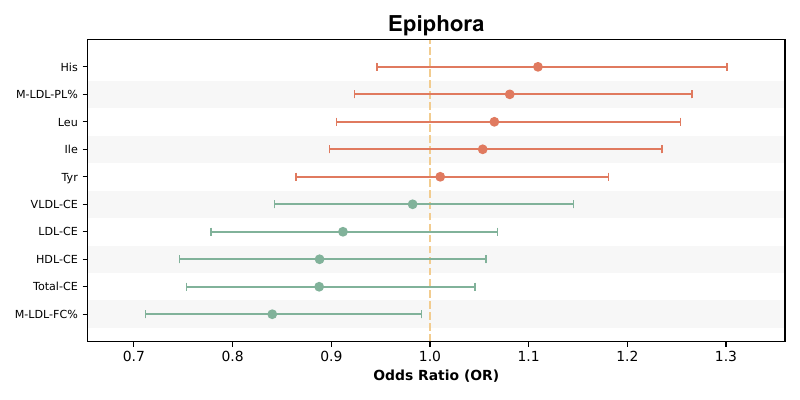 Epiphora
His
M-LDL-PL%
Leu
Ile
Tyr
VLDL-CE
LDL-CE
HDL-CE
Total-CE
M-LDL-FC%
0.7 0.8 0.9 1.0 1.1 1.2 1.3
Odds Ratio (OR)